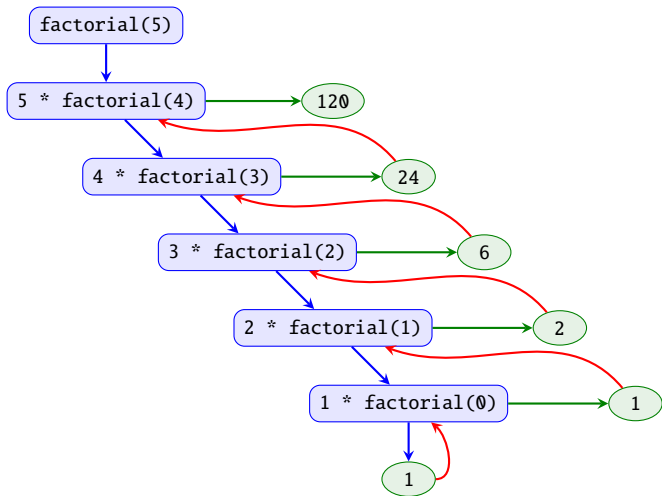 factorial(5)
5 * factorial(4)
120
4 * factorial(3)
24
3 * factorial(2)
6
2 * factorial(1)
2
1 * factorial(0)
1
1